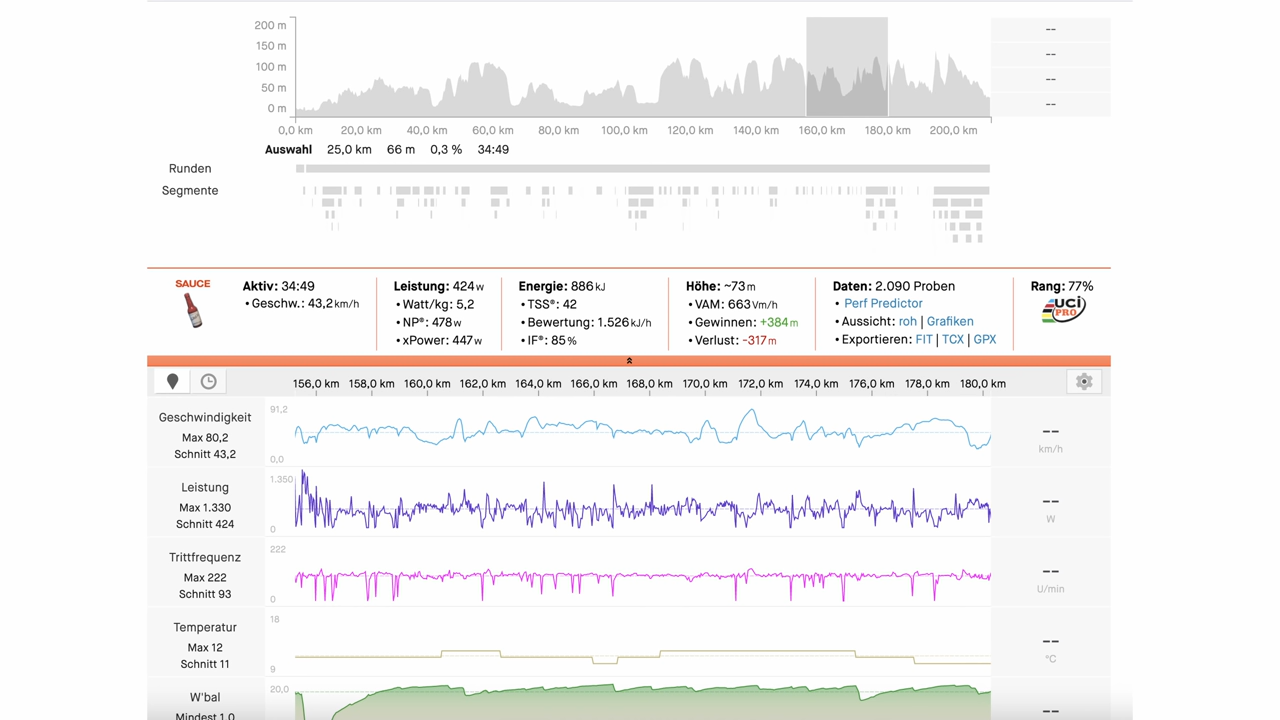 200 m
150 m
100 m
50 m
0 m
--
--
--
--
0,0 km 20,0 km 40,0 km 60,0 km 80,0 km 100,0 km 120,0 km 140,0 km 160,0 km 180,0 km 200,0 km
Auswahl 25,0 km 66 m 0,3 % 34:49
Runden
Segmente
SAUCE
Aktiv: 34:49
• Geschw.: 43,2 km/h
Leistung: 424 w
• Watt/kg: 5,2
• NP®: 478 w
• xPower: 447 w
Energie: 886 kJ
• TSS®: 42
• Bewertung: 1.526 kJ/h
• IF®: 85 %
Höhe: ~73 m
• VAM: 663 Vm/h
• Gewinnen: +384 m
• Verlust: -317 m
Daten: 2.090 Proben
• Perf Predictor
• Aussicht: roh | Grafiken
• Exportieren: FIT | TCX | GPX
Rang: 77%
UCI
PRO
156,0 km 158,0 km 160,0 km 162,0 km 164,0 km 166,0 km 168,0 km 170,0 km 172,0 km 174,0 km 176,0 km 178,0 km 180,0 km
Geschwindigkeit
Max 80,2
Schnitt 43,2
91,2
0,0
--
km/h
Leistung
Max 1.330
Schnitt 424
1.350
0
--
W
Trittfrequenz
Max 222
Schnitt 93
222
0
--
U/min
Temperatur
Max 12
Schnitt 11
18
9
--
°C
W'bal
Mindest 1,0
20,0
--